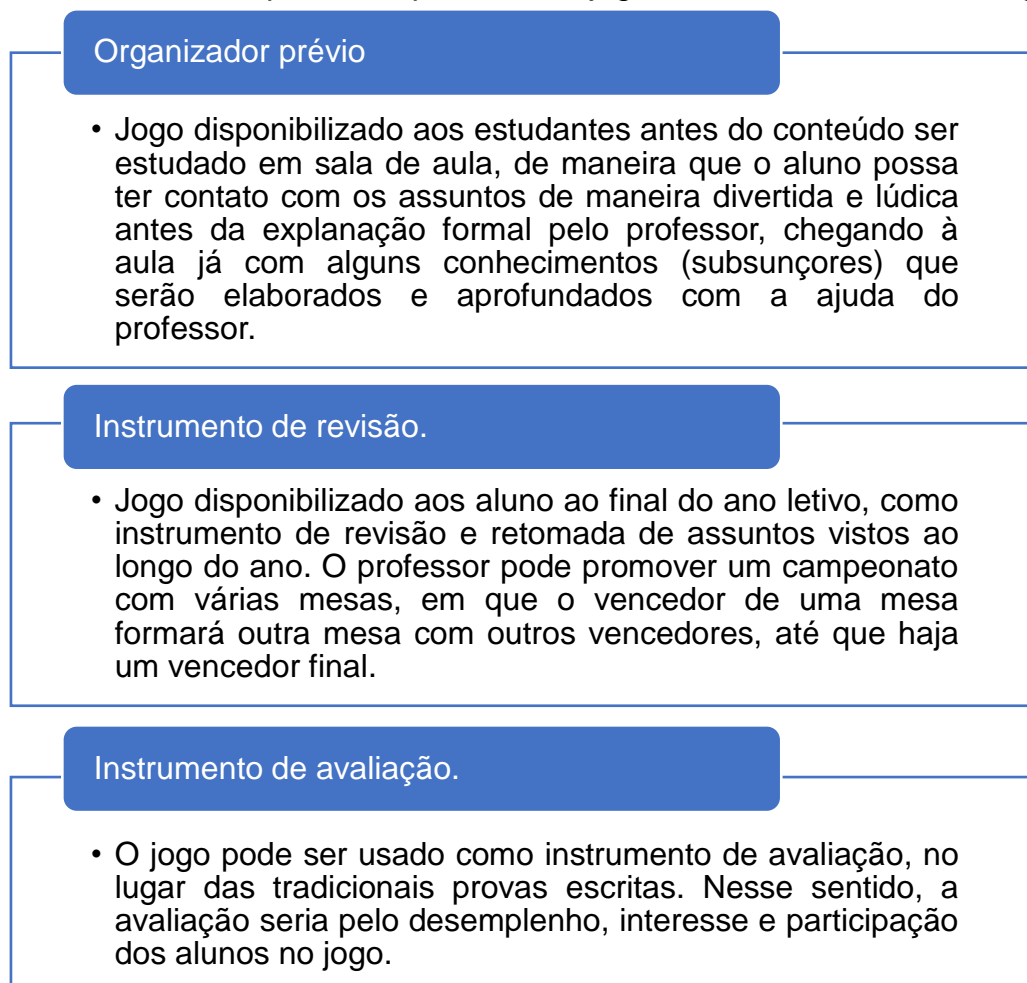 Organizador prévio
• Jogo disponibilizado aos estudantes antes do conteúdo ser
estudado em sala de aula, de maneira que o aluno possa
ter contato com os assuntos de maneira divertida e lúdica
antes da explanação formal pelo professor, chegando à
aula já com alguns conhecimentos (subsunçores) que
serão elaborados e aprofundados com a ajuda do
professor.
Instrumento de revisão.
• Jogo disponibilizado aos aluno ao final do ano letivo, como
instrumento de revisão e retomada de assuntos vistos ao
longo do ano. O professor pode promover um campeonato
com várias mesas, em que o vencedor de uma mesa
formará outra mesa com outros vencedores, até que haja
um vencedor final.
Instrumento de avaliação.
• O jogo pode ser usado como instrumento de avaliação, no
lugar das tradicionais provas escritas. Nesse sentido, a
avaliação seria pelo desemplenho, interesse e participação
dos alunos no jogo.